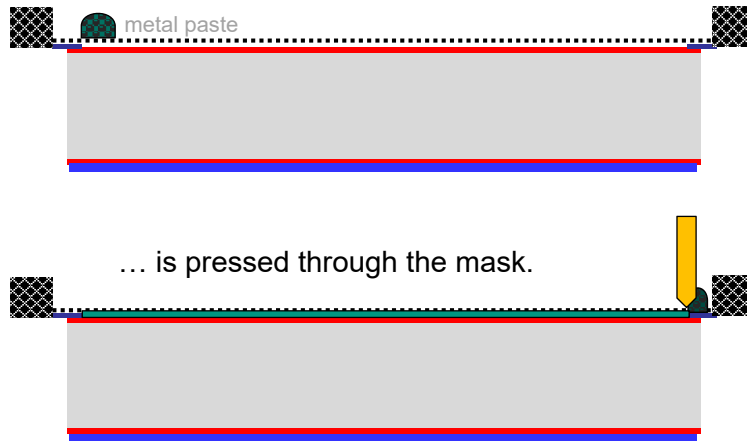 metal paste
… is pressed through the mask.